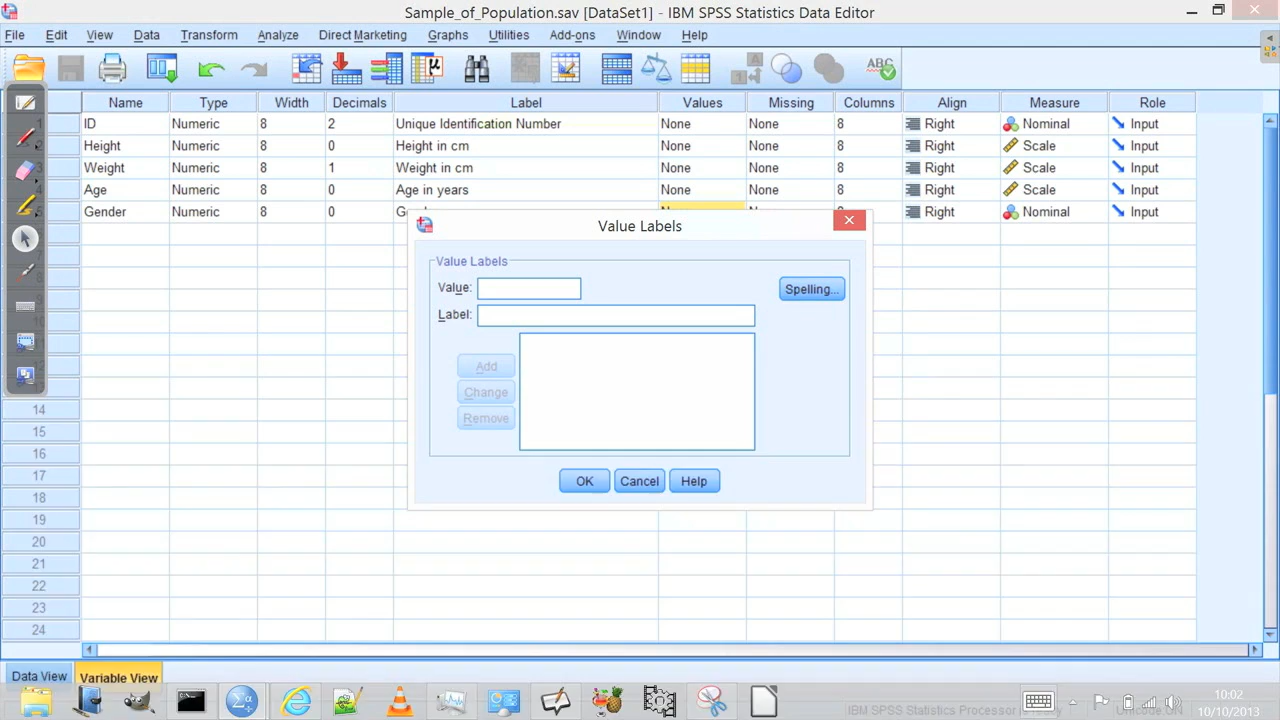 Sample_of_Population.sav [DataSet1] - IBM SPSS Statistics Data Editor
File Edit View Data Transform Analyze Direct Marketing Graphs Utilities Add-ons Window Help
Name Type Width Decimals Label Values Missing Columns Align Measure Role
ID Numeric 8 2 Unique Identification Number None None 8 Right Nominal Input
Height Numeric 8 0 Height in cm None None 8 Right Scale Input
Weight Numeric 8 1 Weight in cm None None 8 Right Scale Input
Age Numeric 8 0 Age in years None None 8 Right Scale Input
Gender Numeric 8 0 Right Nominal Input
Value Labels
Value Labels
Value:
Spelling...
Label:
Add
Change
Remove
OK Cancel Help
14
15
16
17
18
19
20
21
22
23
24
Data View Variable View
IBM SPSS Statistics Processor is ready
Unicode:ON
10:02
10/10/2013